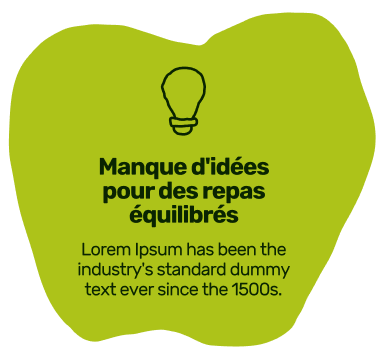 Manque d'idées
pour des repas
équilibrés
Lorem Ipsum has been the
industry's standard dummy
text ever since the 1500s.